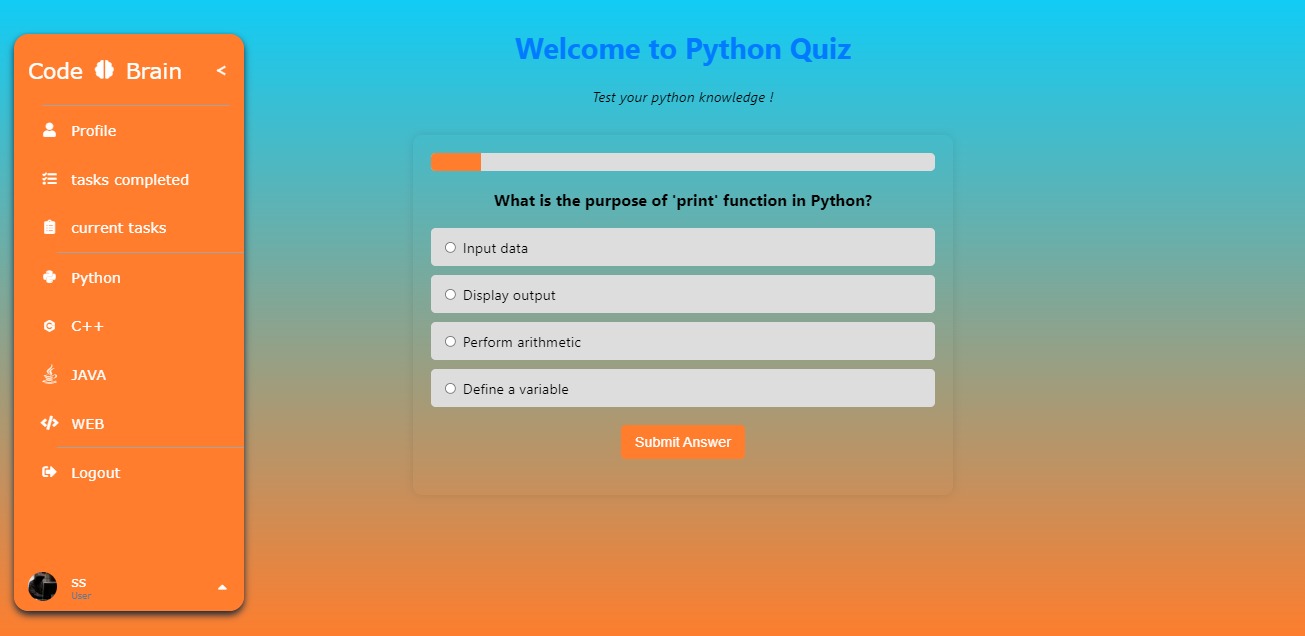 Code Brain <
Profile
tasks completed
current tasks
Python
C++
JAVA
WEB
Logout
ss
User
Welcome to Python Quiz
Test your python knowledge !
What is the purpose of 'print' function in Python?
Input data
Display output
Perform arithmetic
Define a variable
Submit Answer